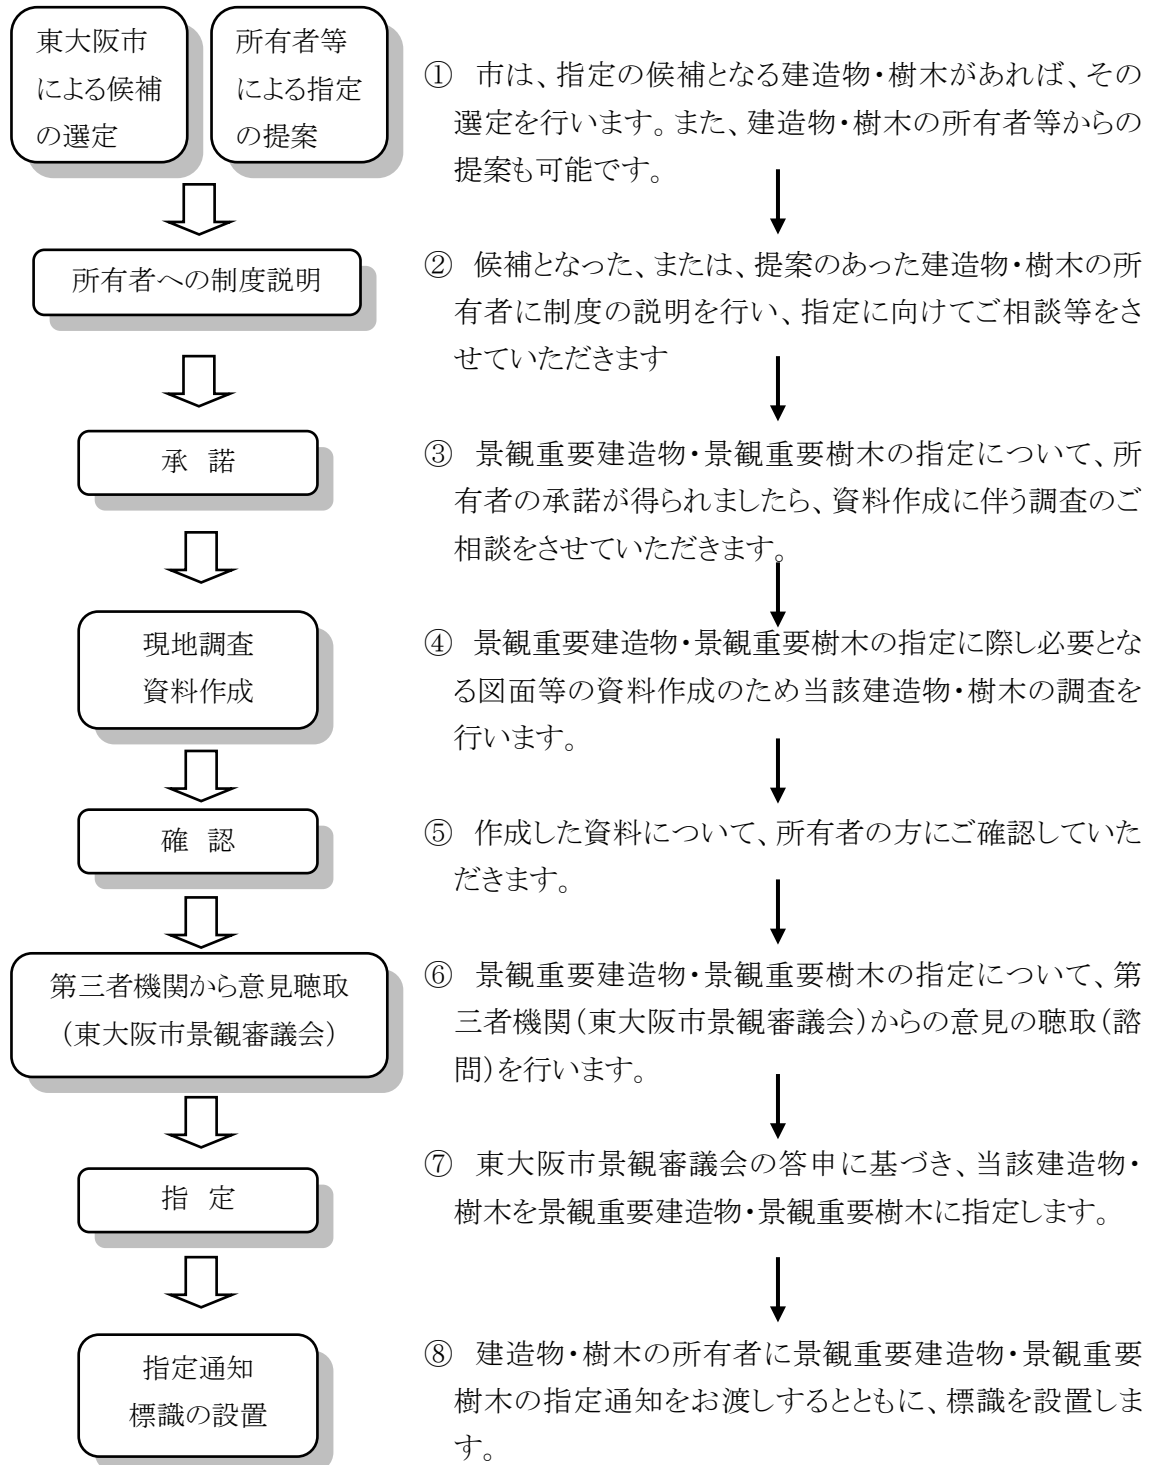 東大阪市
による候補
の選定
所有者等
による指定
の提案
① 市は、指定の候補となる建造物・樹木があれば、その
選定を行います。また、建造物・樹木の所有者等からの
提案も可能です。
所有者への制度説明
② 候補となった、または、提案のあった建造物・樹木の所
有者に制度の説明を行い、指定に向けてご相談等をさ
せていただきます
承 諾
③ 景観重要建造物・景観重要樹木の指定について、所
有者の承諾が得られましたら、資料作成に伴う調査のご
相談をさせていただきます。
現地調査
資料作成
④ 景観重要建造物・景観重要樹木の指定に際し必要とな
る図面等の資料作成のため当該建造物・樹木の調査を
行います。
確 認
⑤ 作成した資料について、所有者の方にご確認していた
だきます。
第三者機関から意見聴取
(東大阪市景観審議会)
⑥ 景観重要建造物・景観重要樹木の指定について、第
三者機関(東大阪市景観審議会)からの意見の聴取(諮
問)を行います。
指 定
⑦ 東大阪市景観審議会の答申に基づき、当該建造物・
樹木を景観重要建造物・景観重要樹木に指定します。
指定通知
標識の設置
⑧ 建造物・樹木の所有者に景観重要建造物・景観重要
樹木の指定通知をお渡しするとともに、標識を設置しま
す。